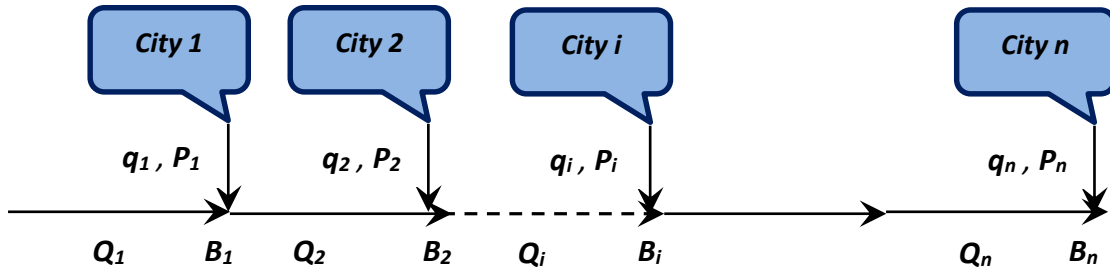 City 1 City 2 City i City n
q₁ , P₁ q₂ , P₂ qᵢ , Pᵢ qₙ , Pₙ
Q₁ B₁ Q₂ B₂ Qᵢ Bᵢ Qₙ Bₙ